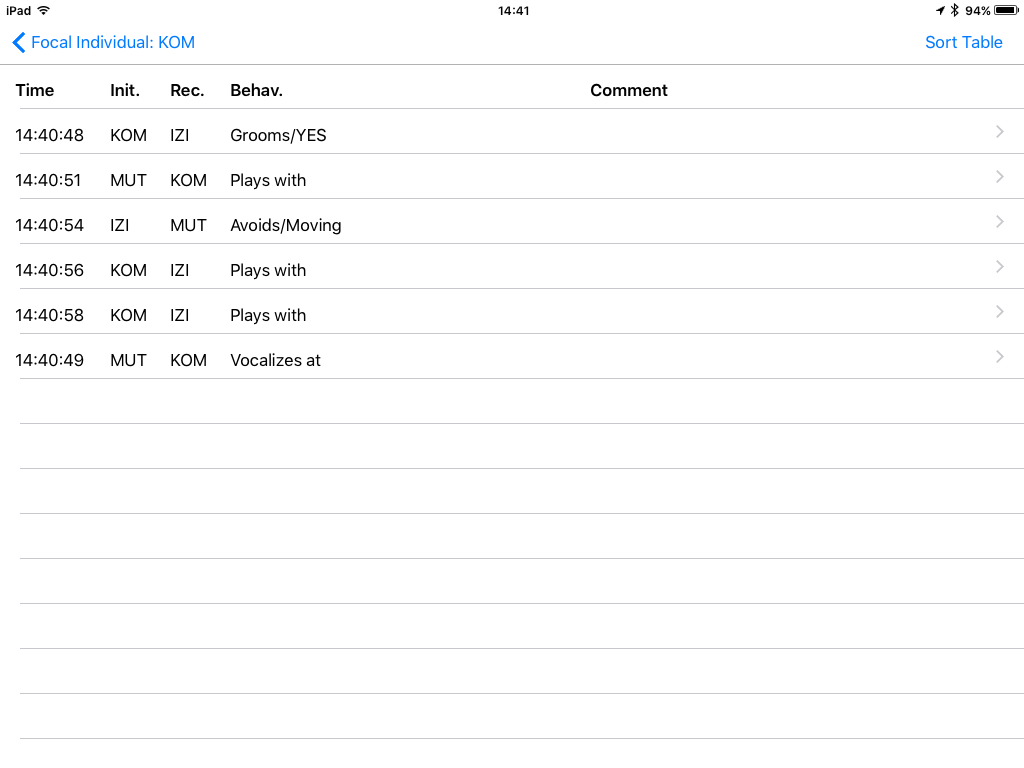 iPad 14:41 94%
Focal Individual: KOM Sort Table
Time Init. Rec. Behav. Comment
14:40:48 KOM IZI Grooms/YES
14:40:51 MUT KOM Plays with
14:40:54 IZI MUT Avoids/Moving
14:40:56 KOM IZI Plays with
14:40:58 KOM IZI Plays with
14:40:49 MUT KOM Vocalizes at